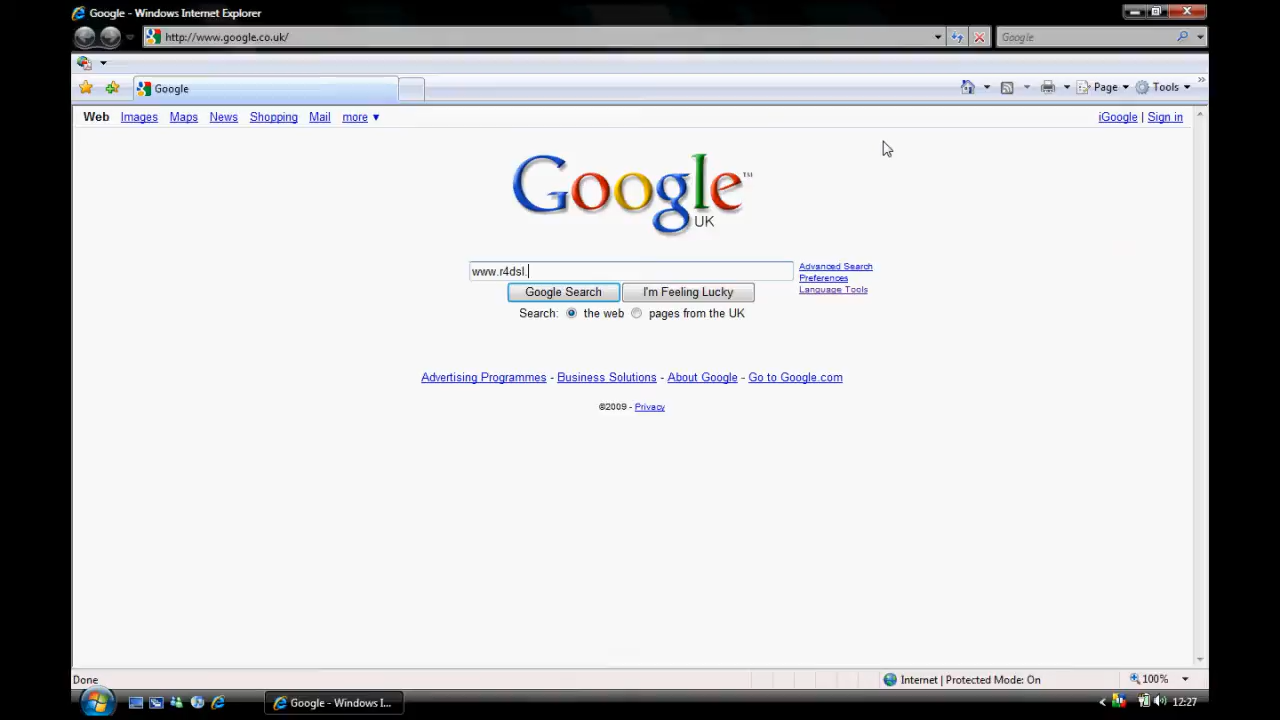 Google - Windows Internet Explorer
http://www.google.co.uk/
Google
Google
Page Tools
Web Images Maps News Shopping Mail more ▼
iGoogle | Sign in
Google™
UK
www.r4dsl.
Advanced Search
Preferences
Language Tools
Google Search I'm Feeling Lucky
Search: the web pages from the UK
Advertising Programmes - Business Solutions - About Google - Go to Google.com
©2009 - Privacy
Done
Internet | Protected Mode: On
100%
Google - Windows I...
12:27